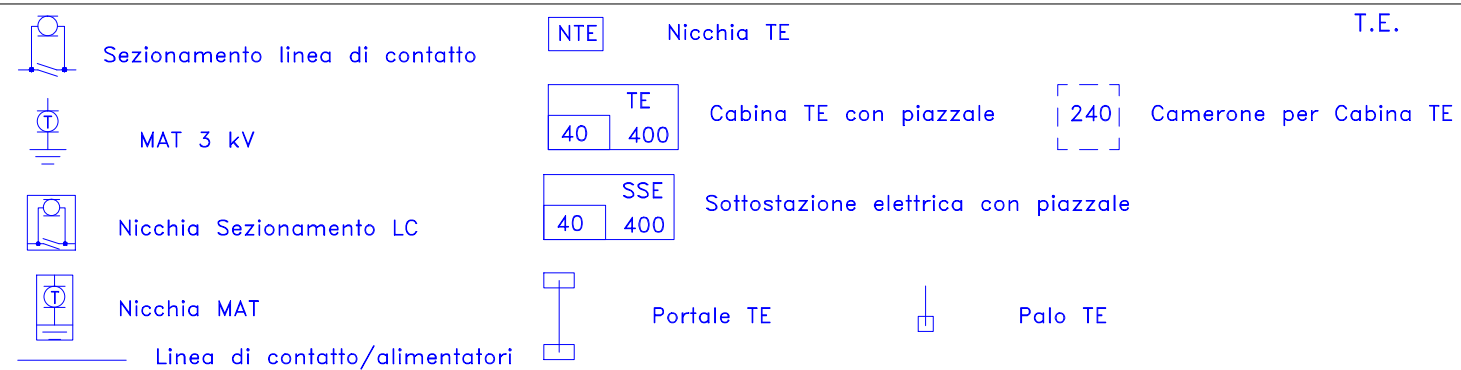 T.E.
Sezionamento linea di contatto
T
MAT 3 kV
Nicchia Sezionamento LC
T
Nicchia MAT
Linea di contatto/alimentatori
NTE
Nicchia TE
TE
40 400
Cabina TE con piazzale
SSE
40 400
Sottostazione elettrica con piazzale
Portale TE
240
Camerone per Cabina TE
Palo TE